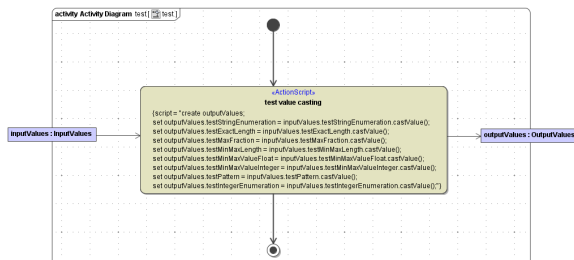 activity Activity Diagram test [ test ]
«ActionScript»
test value casting
{script = "create outputValues;
set outputValues.testStringEnumeration = inputValues.testStringEnumeration.castValue();
set outputValues.testExactLength = inputValues.testExactLength.castValue();
set outputValues.testMaxFraction = inputValues.testMaxFraction.castValue();
set outputValues.testMinMaxLength = inputValues.testMinMaxLength.castValue();
set outputValues.testMinMaxValueFloat = inputValues.testMinMaxValueFloat.castValue();
set outputValues.testMinMaxValueInteger = inputValues.testMinMaxValueInteger.castValue();
set outputValues.testPattern = inputValues.testPattern.castValue();
set outputValues.testIntegerEnumeration = inputValues.testIntegerEnumeration.castValue();"}
inputValues : InputValues
outputValues : OutputValues